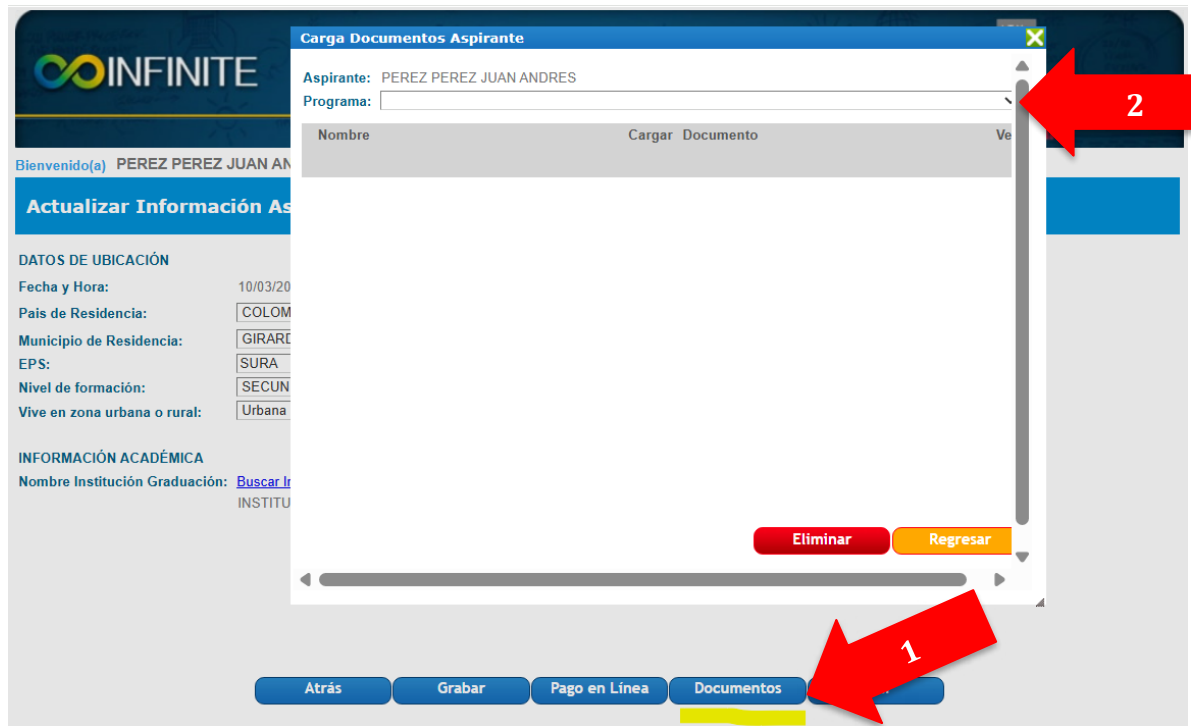 Carga Documentos Aspirante
INFINITE
Aspirante: PEREZ PEREZ JUAN ANDRES
Programa:
2
Nombre Cargar Documento Ve
Bienvenido(a) PEREZ PEREZ JUAN AN
Actualizar Información As
DATOS DE UBICACIÓN
Fecha y Hora: 10/03/20
Pais de Residencia: COLOM
Municipio de Residencia: GIRARD
EPS: SURA
Nivel de formación: SECUN
Vive en zona urbana o rural: Urbana
INFORMACIÓN ACADÉMICA
Nombre Institución Graduación: Buscar In
INSTITU
Eliminar Regresar
1
Atrás Grabar Pago en Línea Documentos